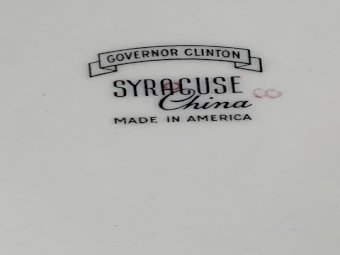 GOVERNOR CLINTON
SYRACUSE
China
MADE IN AMERICA